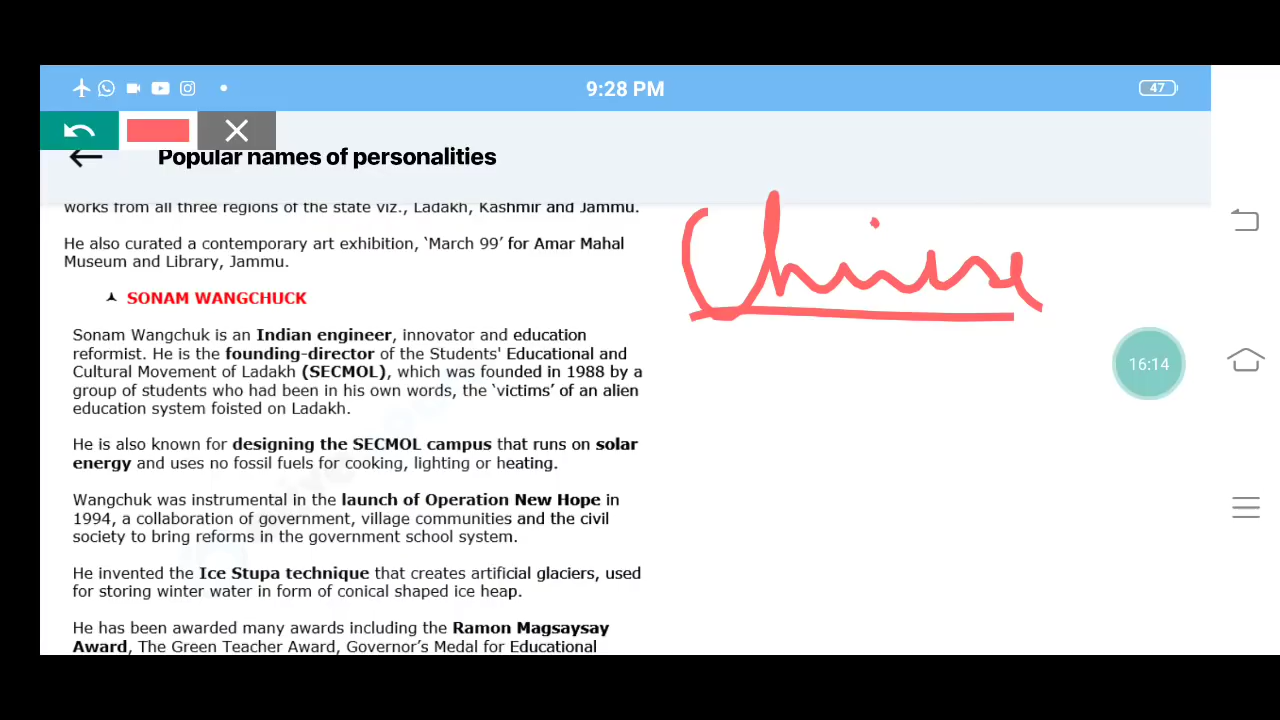 9:28 PM
47
Popular names of personalities
works from all three regions of the state viz., Ladakh, Kashmir and Jammu.
He also curated a contemporary art exhibition, ‘March 99’ for Amar Mahal
Museum and Library, Jammu.
SONAM WANGCHUCK
Sonam Wangchuk is an Indian engineer, innovator and education
reformist. He is the founding-director of the Students' Educational and
Cultural Movement of Ladakh (SECMOL), which was founded in 1988 by a
group of students who had been in his own words, the ‘victims’ of an alien
education system foisted on Ladakh.
He is also known for designing the SECMOL campus that runs on solar
energy and uses no fossil fuels for cooking, lighting or heating.
Wangchuk was instrumental in the launch of Operation New Hope in
1994, a collaboration of government, village communities and the civil
society to bring reforms in the government school system.
He invented the Ice Stupa technique that creates artificial glaciers, used
for storing winter water in form of conical shaped ice heap.
He has been awarded many awards including the Ramon Magsaysay
Award, The Green Teacher Award, Governor’s Medal for Educational
Chinese
16:14